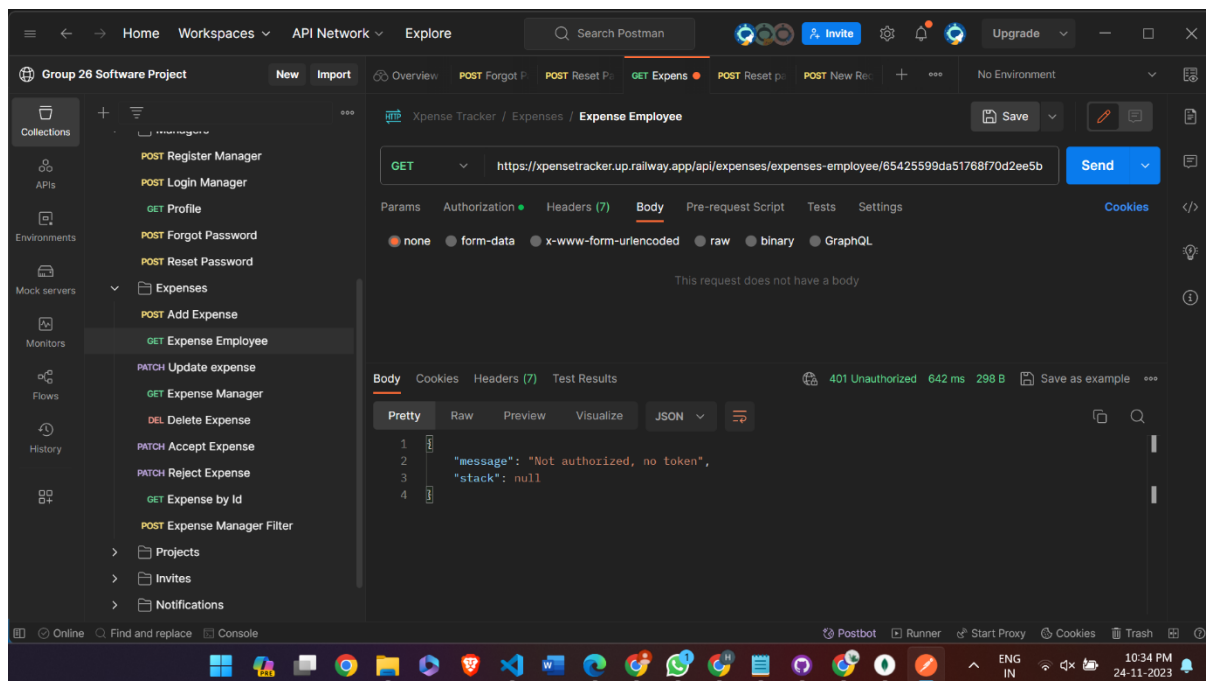 Home Workspaces API Network Explore Search Postman Invite Upgrade
Group 26 Software Project New Import Overview POST Forgot P POST Reset Pa GET Expens POST Reset pa POST New Rec No Environment
Collections
APIs
Environments
Mock servers
Monitors
Flows
History
Managers
POST Register Manager
POST Login Manager
GET Profile
POST Forgot Password
POST Reset Password
Expenses
POST Add Expense
GET Expense Employee
PATCH Update expense
GET Expense Manager
DEL Delete Expense
PATCH Accept Expense
PATCH Reject Expense
GET Expense by Id
POST Expense Manager Filter
Projects
Invites
Notifications
HTTP Xpense Tracker / Expenses / Expense Employee Save
GET https://xpensetracker.up.railway.app/api/expenses/expenses-employee/65425599da51768f70d2ee5b Send
Params Authorization Headers (7) Body Pre-request Script Tests Settings Cookies
none form-data x-www-form-urlencoded raw binary GraphQL
This request does not have a body
Body Cookies Headers (7) Test Results 401 Unauthorized 642 ms 298 B Save as example
Pretty Raw Preview Visualize JSON
1 {
2 "message": "Not authorized, no token",
3 "stack": null
4 }
Online Find and replace Console Postbot Runner Start Proxy Cookies Trash
PRE W 1 H ENG 10:34 PM
IN 24-11-2023